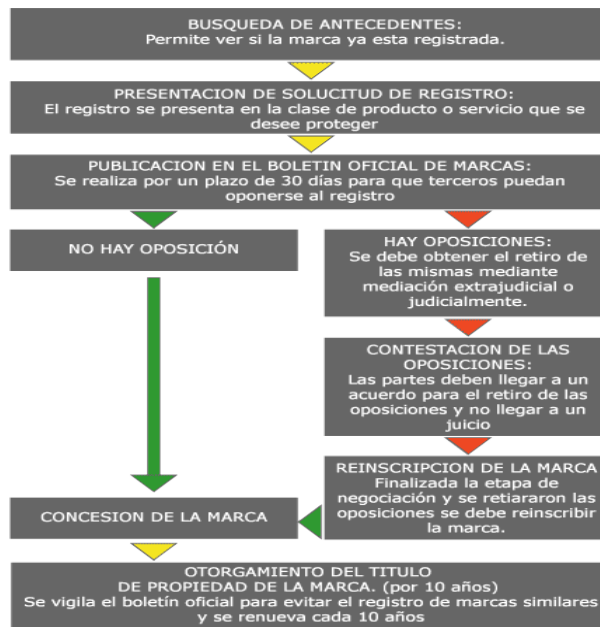 BUSQUEDA DE ANTECEDENTES:
Permite ver si la marca ya esta registrada.
PRESENTACION DE SOLUCITUD DE REGISTRO:
El registro se presenta en la clase de producto o servicio que se
desee proteger
PUBLICACION EN EL BOLETIN OFICIAL DE MARCAS:
Se realiza por un plazo de 30 días para que terceros puedan
oponerse al registro
NO HAY OPOSICIÓN
HAY OPOSICIONES:
Se debe obtener el retiro de
las mismas mediante
mediación extrajudicial o
judicialmente.
CONTESTACION DE LAS
OPOSICIONES:
Las partes deben llegar a un
acuerdo para el retiro de las
oposiciones y no llegar a un
juicio
REINSCRIPCION DE LA MARCA
Finalizada la etapa de
negociación y se retiararon las
oposiciones se debe reinscribir
la marca.
CONCESION DE LA MARCA
OTORGAMIENTO DEL TITULO
DE PROPIEDAD DE LA MARCA. (por 10 años)
Se vigila el boletín oficial para evitar el registro de marcas similares
y se renueva cada 10 años